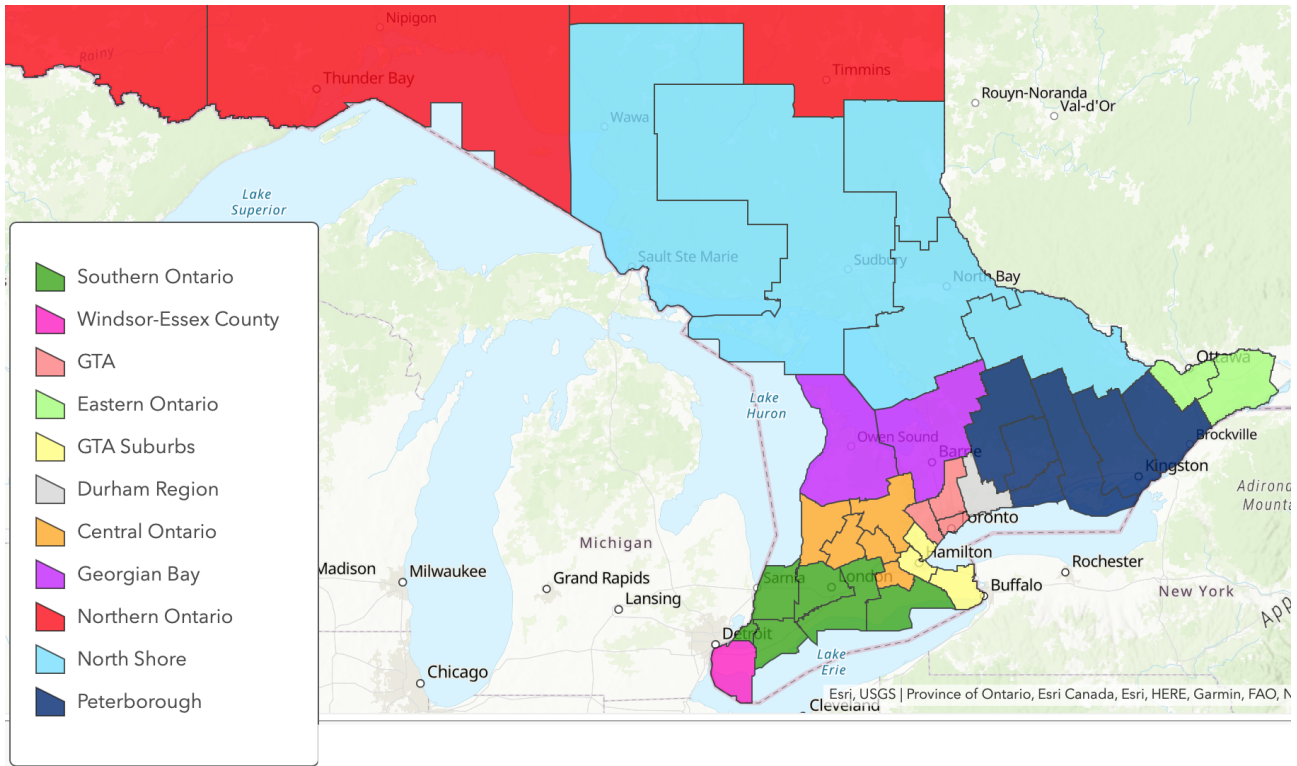 Nipigon
Rainy
Thunder Bay
Timmins
Rouyn-Noranda
Val-d'Or
Wawa
Lake
Superior
Sault Ste Marie
Sudbury
North Bay
Ottawa
Lake
Huron
Owen Sound
Barrie
Brockville
Kingston
Toronto
Michigan
Hamilton
Rochester
Madison
Milwaukee
Grand Rapids
Lansing
Sarnia
London
Buffalo
New York
Detroit
Lake
Erie
Chicago
Cleveland
Esri, USGS | Province of Ontario, Esri Canada, Esri, HERE, Garmin, FAO, N
Southern Ontario
Windsor-Essex County
GTA
Eastern Ontario
GTA Suburbs
Durham Region
Central Ontario
Georgian Bay
Northern Ontario
North Shore
Peterborough